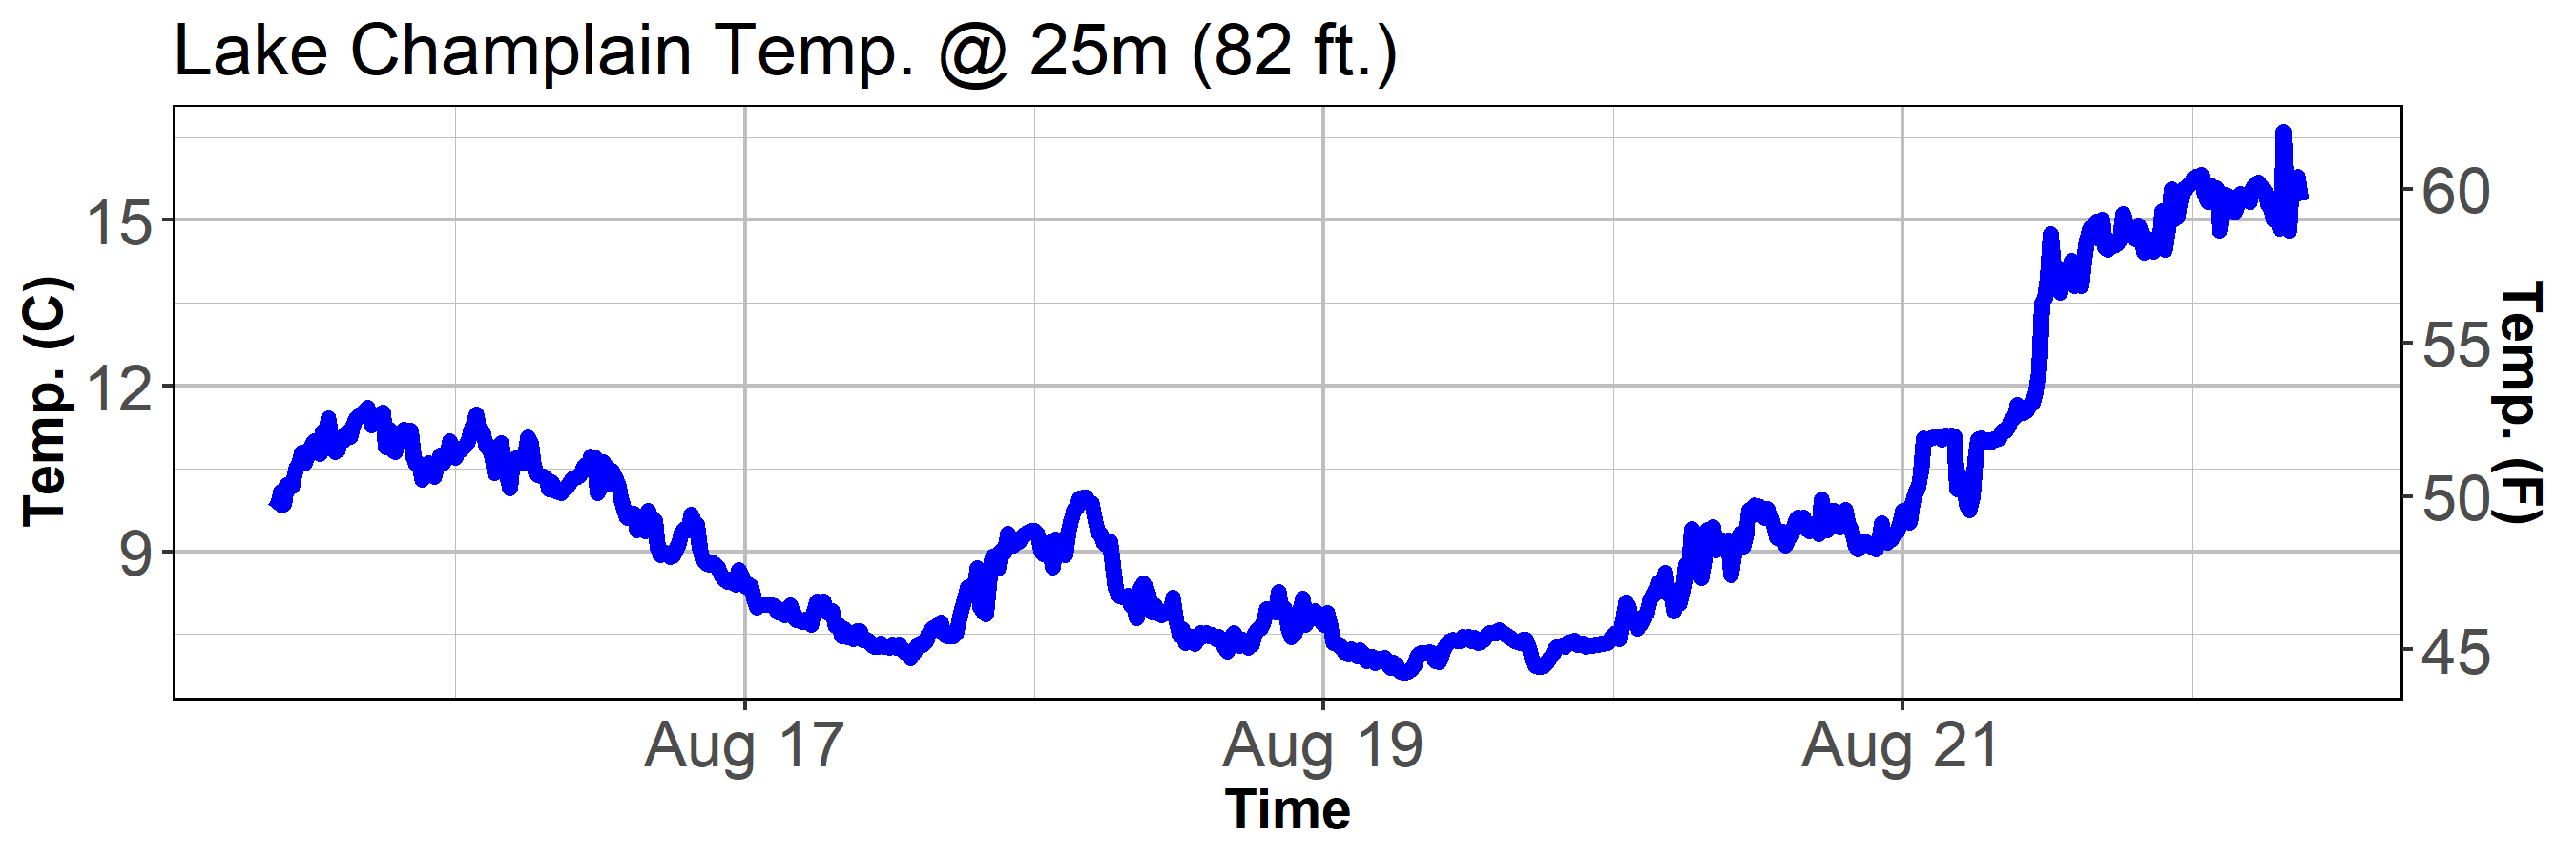 Lake Champlain Temp. @ 25m (82 ft.)
Temp. (C)
15
12
9
60
55
50
45
Temp. (F)
Aug 17
Aug 19
Aug 21
Time